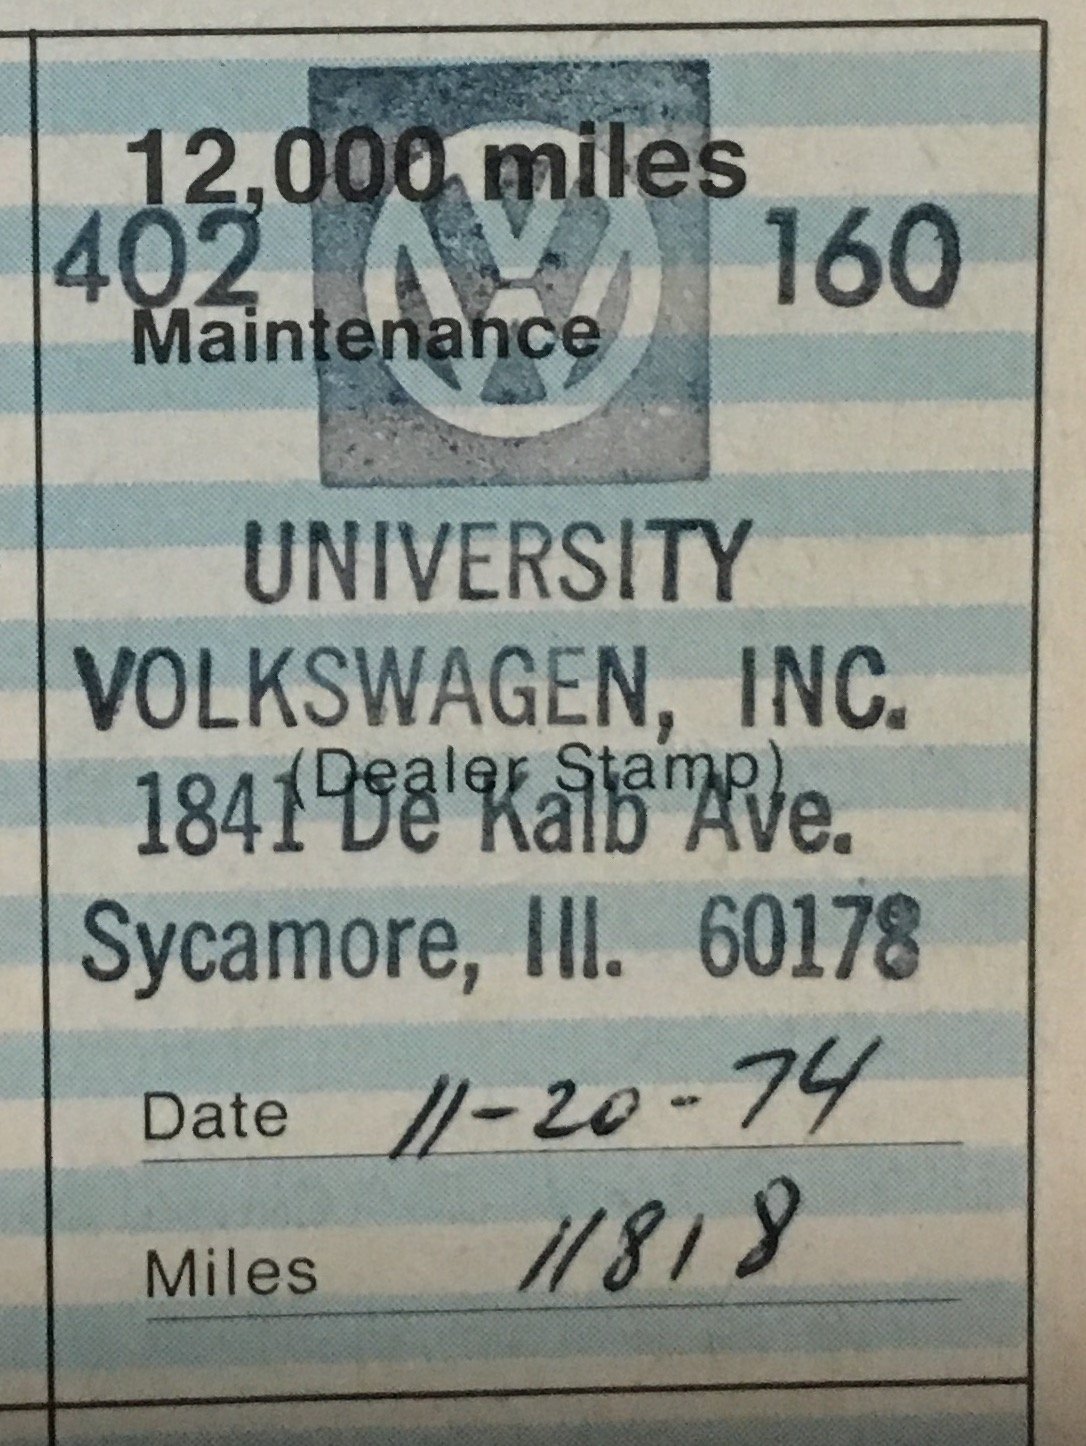 12,000 miles
402 160
Maintenance
UNIVERSITY
VOLKSWAGEN, INC.
(Dealer Stamp)
1841 De Kalb Ave.
Sycamore, Ill. 60178
Date 11-20-74
Miles 11818